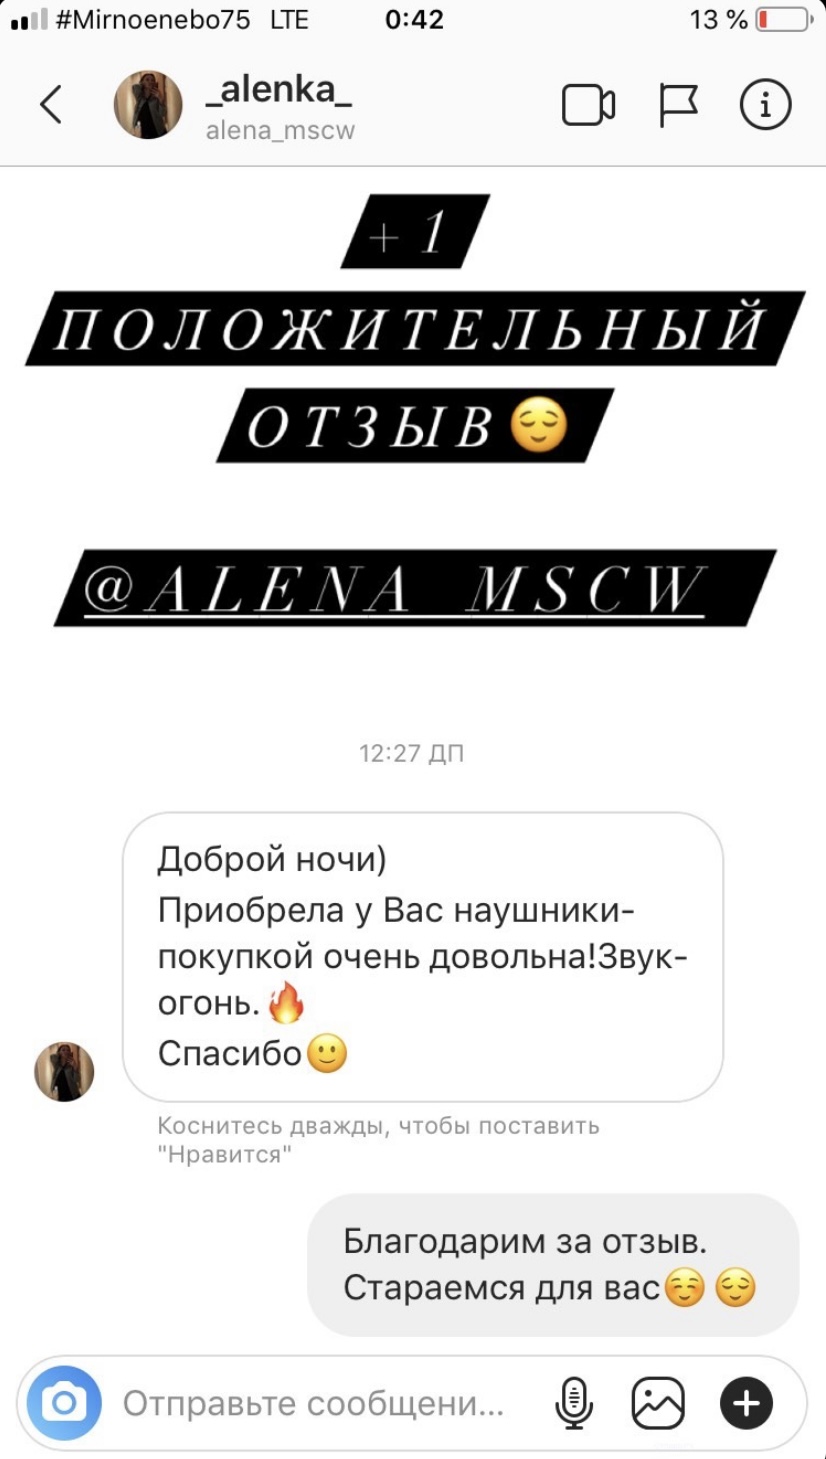 #Mirnoenebo75 LTE 0:42 13 %
_alenka_
alena_mscw
+ 1
ПОЛОЖИТЕЛЬНЫЙ
ОТЗЫВ😌
@ALENA_MSCW
12:27 ДП
Доброй ночи)
Приобрела у Вас наушники-
покупкой очень довольна!Звук-
огонь.🔥
Спасибо🙂
Коснитесь дважды, чтобы поставить
"Нравится"
Благодарим за отзыв.
Стараемся для вас☺️😌
Отправьте сообщени...